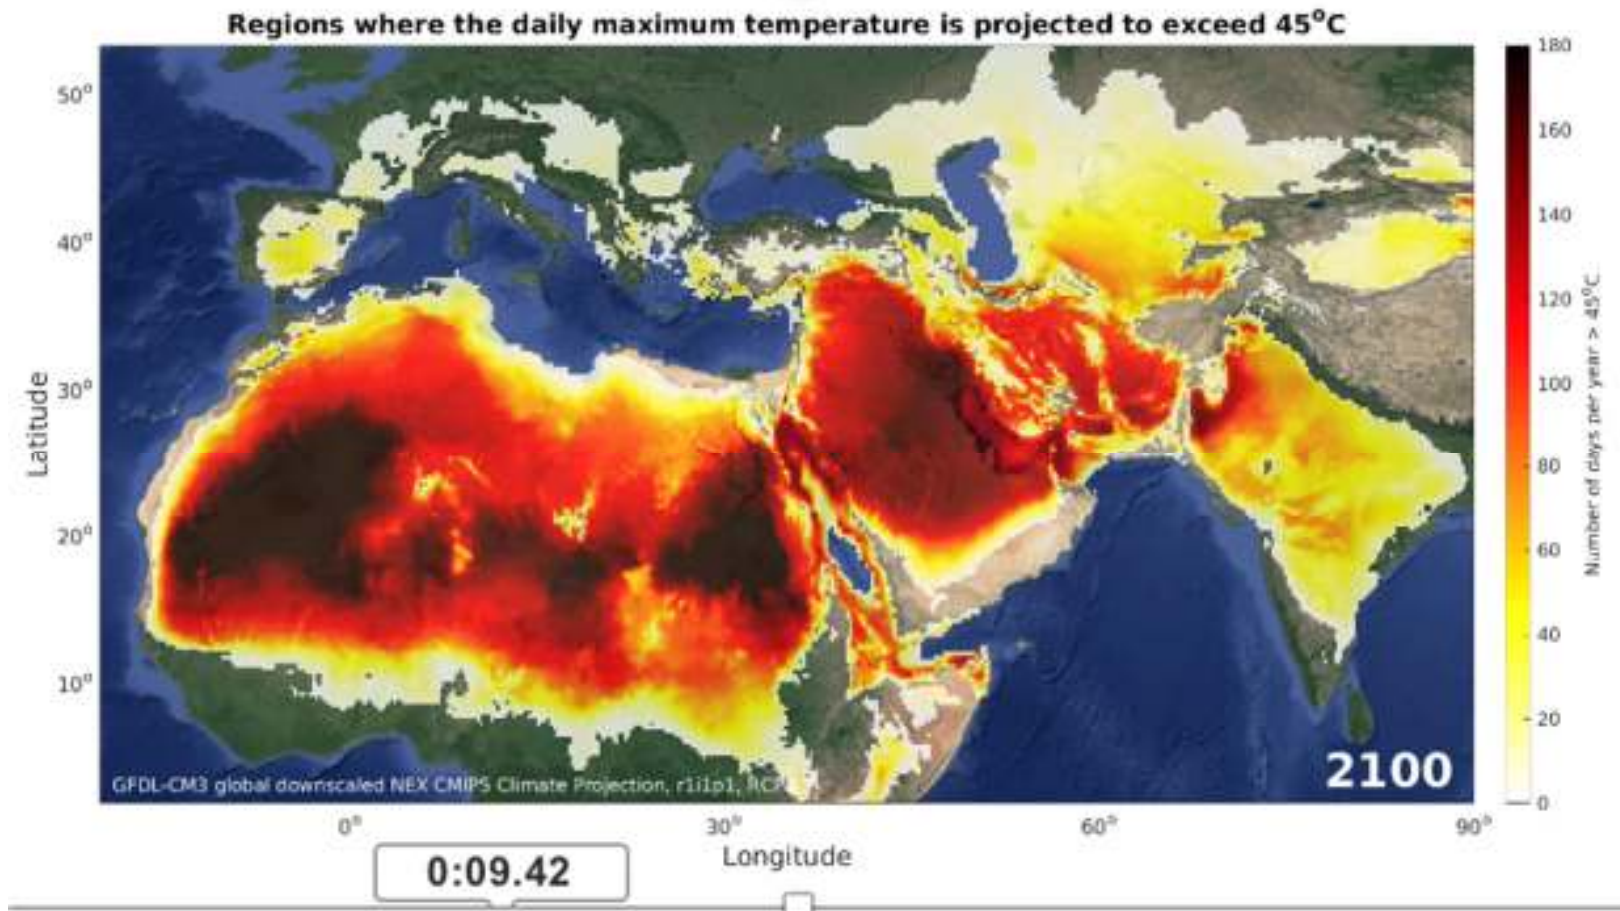 Regions where the daily maximum temperature is projected to exceed 45°C
180
160
140
120
100
80
60
40
20
0
Number of days per year > 45°C
50°
40°
30°
20°
10°
Latitude
2100
GFDL-CM3 global downscaled NEX CMIP5 Climate Projection, r1i1p1,
0° 30° 60° 90°
Longitude
0:09.42